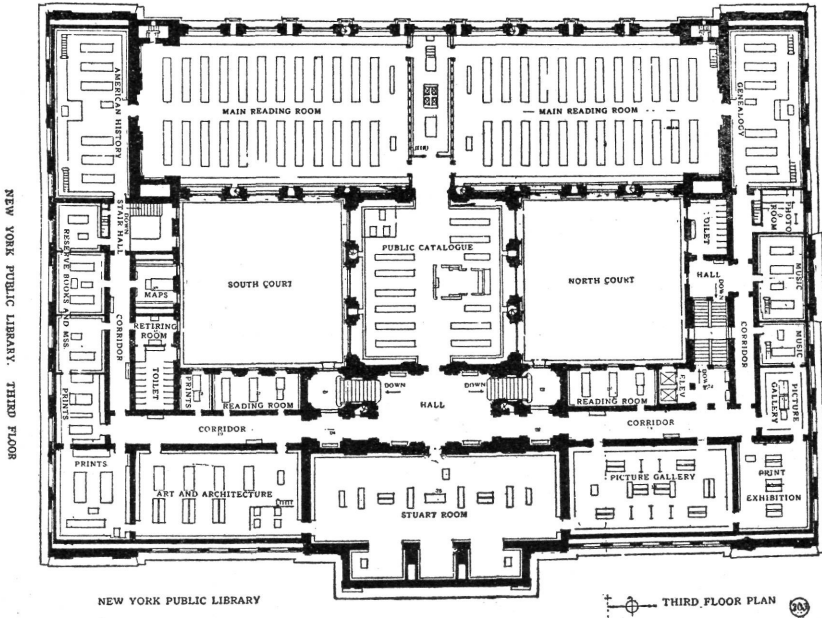 NEW YORK PUBLIC LIBRARY. THIRD FLOOR
AMERICAN HISTORY
MAIN READING ROOM
MAIN READING ROOM
GENEALOGY
STAIR HALL
DOWN
PUBLIC CATALOGUE
TOILET
PHOTO
ROOM
RESERVE BOOKS AND MSS.
MAPS
SOUTH COURT
NORTH COURT
HALL
DOWN
MUSIC
RETIRING
ROOM
CORRIDOR
CORRIDOR
MUSIC
TOILET
PRINTS
PRINTS
READING ROOM
DOWN
HALL
DOWN
READING ROOM
ELEV
PICTURE
GALLERY
CORRIDOR
CORRIDOR
PRINTS
ART AND ARCHITECTURE
STUART ROOM
PICTURE GALLERY
PRINT
EXHIBITION
NEW YORK PUBLIC LIBRARY
THIRD FLOOR PLAN
203